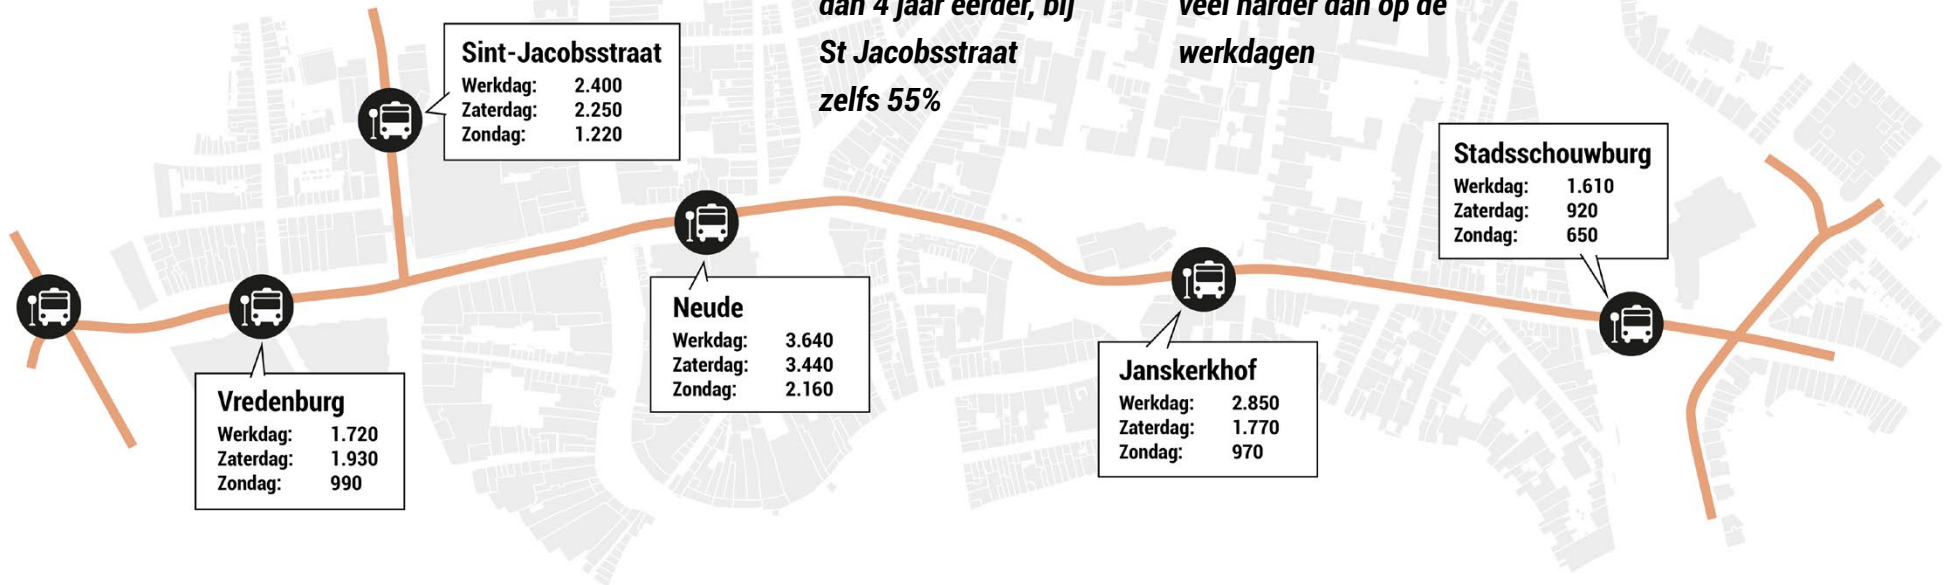 dan 4 jaar eerder, bij
St Jacobsstraat
zelfs 55%
veel harder dan op de
werkdagen
Sint-Jacobsstraat
Werkdag: 2.400
Zaterdag: 2.250
Zondag: 1.220
Stadsschouwburg
Werkdag: 1.610
Zaterdag: 920
Zondag: 650
Neude
Werkdag: 3.640
Zaterdag: 3.440
Zondag: 2.160
Janskerkhof
Werkdag: 2.850
Zaterdag: 1.770
Zondag: 970
Vredenburg
Werkdag: 1.720
Zaterdag: 1.930
Zondag: 990